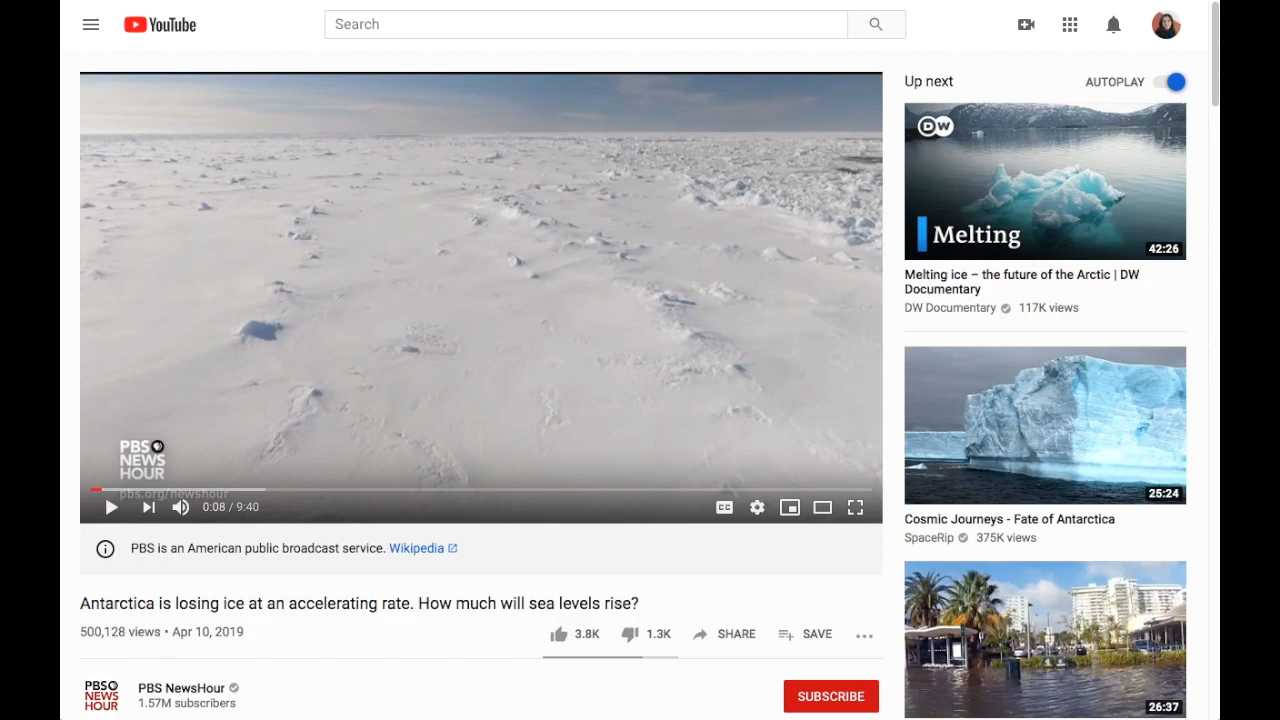 YouTube
Search
PBS
NEWS
HOUR
pbs.org/newshour
0:08 / 9:40
CC
PBS is an American public broadcast service. Wikipedia
Antarctica is losing ice at an accelerating rate. How much will sea levels rise?
500,128 views • Apr 10, 2019
3.8K
1.3K
SHARE
SAVE
PBS
NEWS
HOUR
PBS NewsHour
1.57M subscribers
SUBSCRIBE
Up next
AUTOPLAY
DW
Melting
42:26
Melting ice – the future of the Arctic | DW
Documentary
DW Documentary
117K views
25:24
Cosmic Journeys - Fate of Antarctica
SpaceRip
375K views
26:37